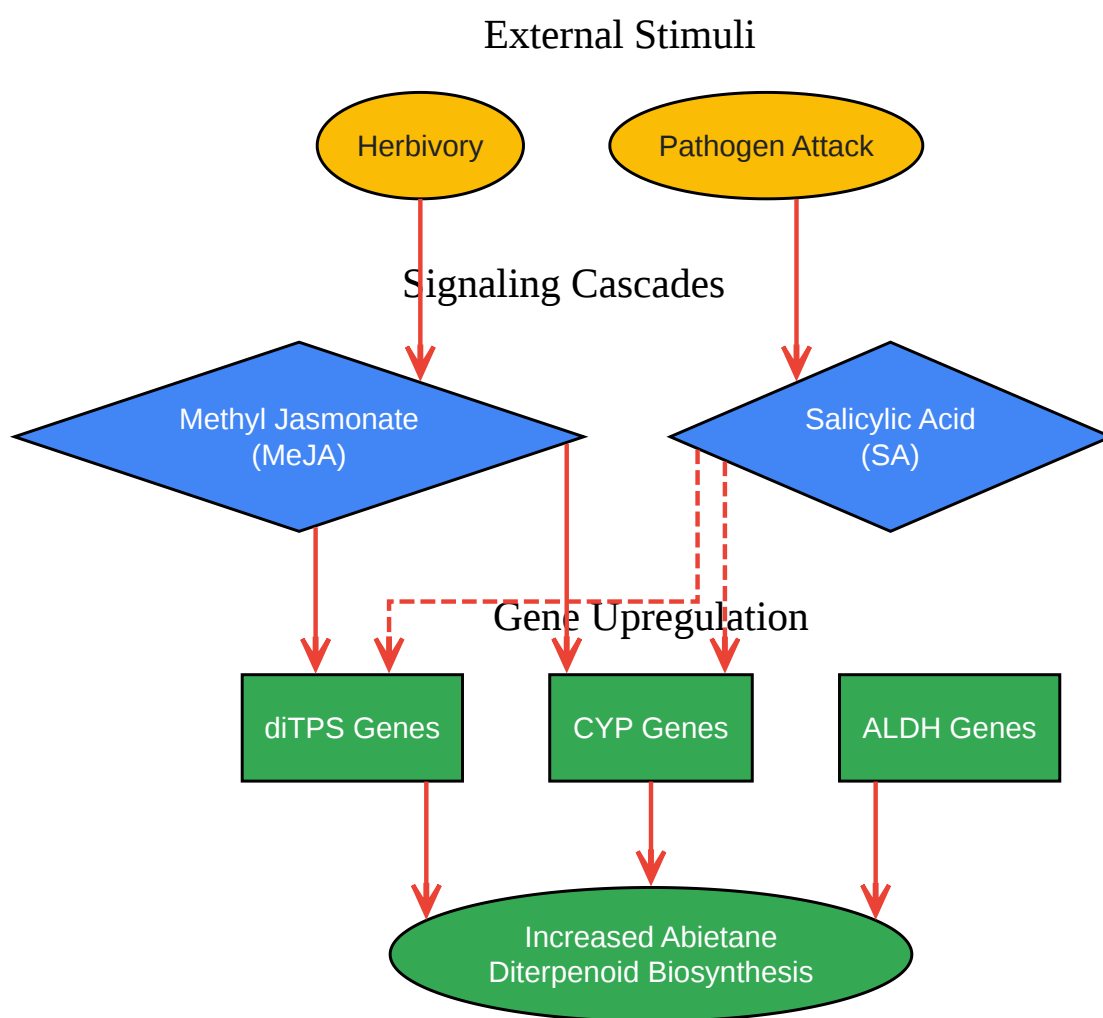 External Stimuli
Herbivory
Pathogen Attack
Signaling Cascades
Methyl Jasmonate
(MeJA)
Salicylic Acid
(SA)
Gene Upregulation
diTPS Genes
CYP Genes
ALDH Genes
Increased Abietane
Diterpenoid Biosynthesis